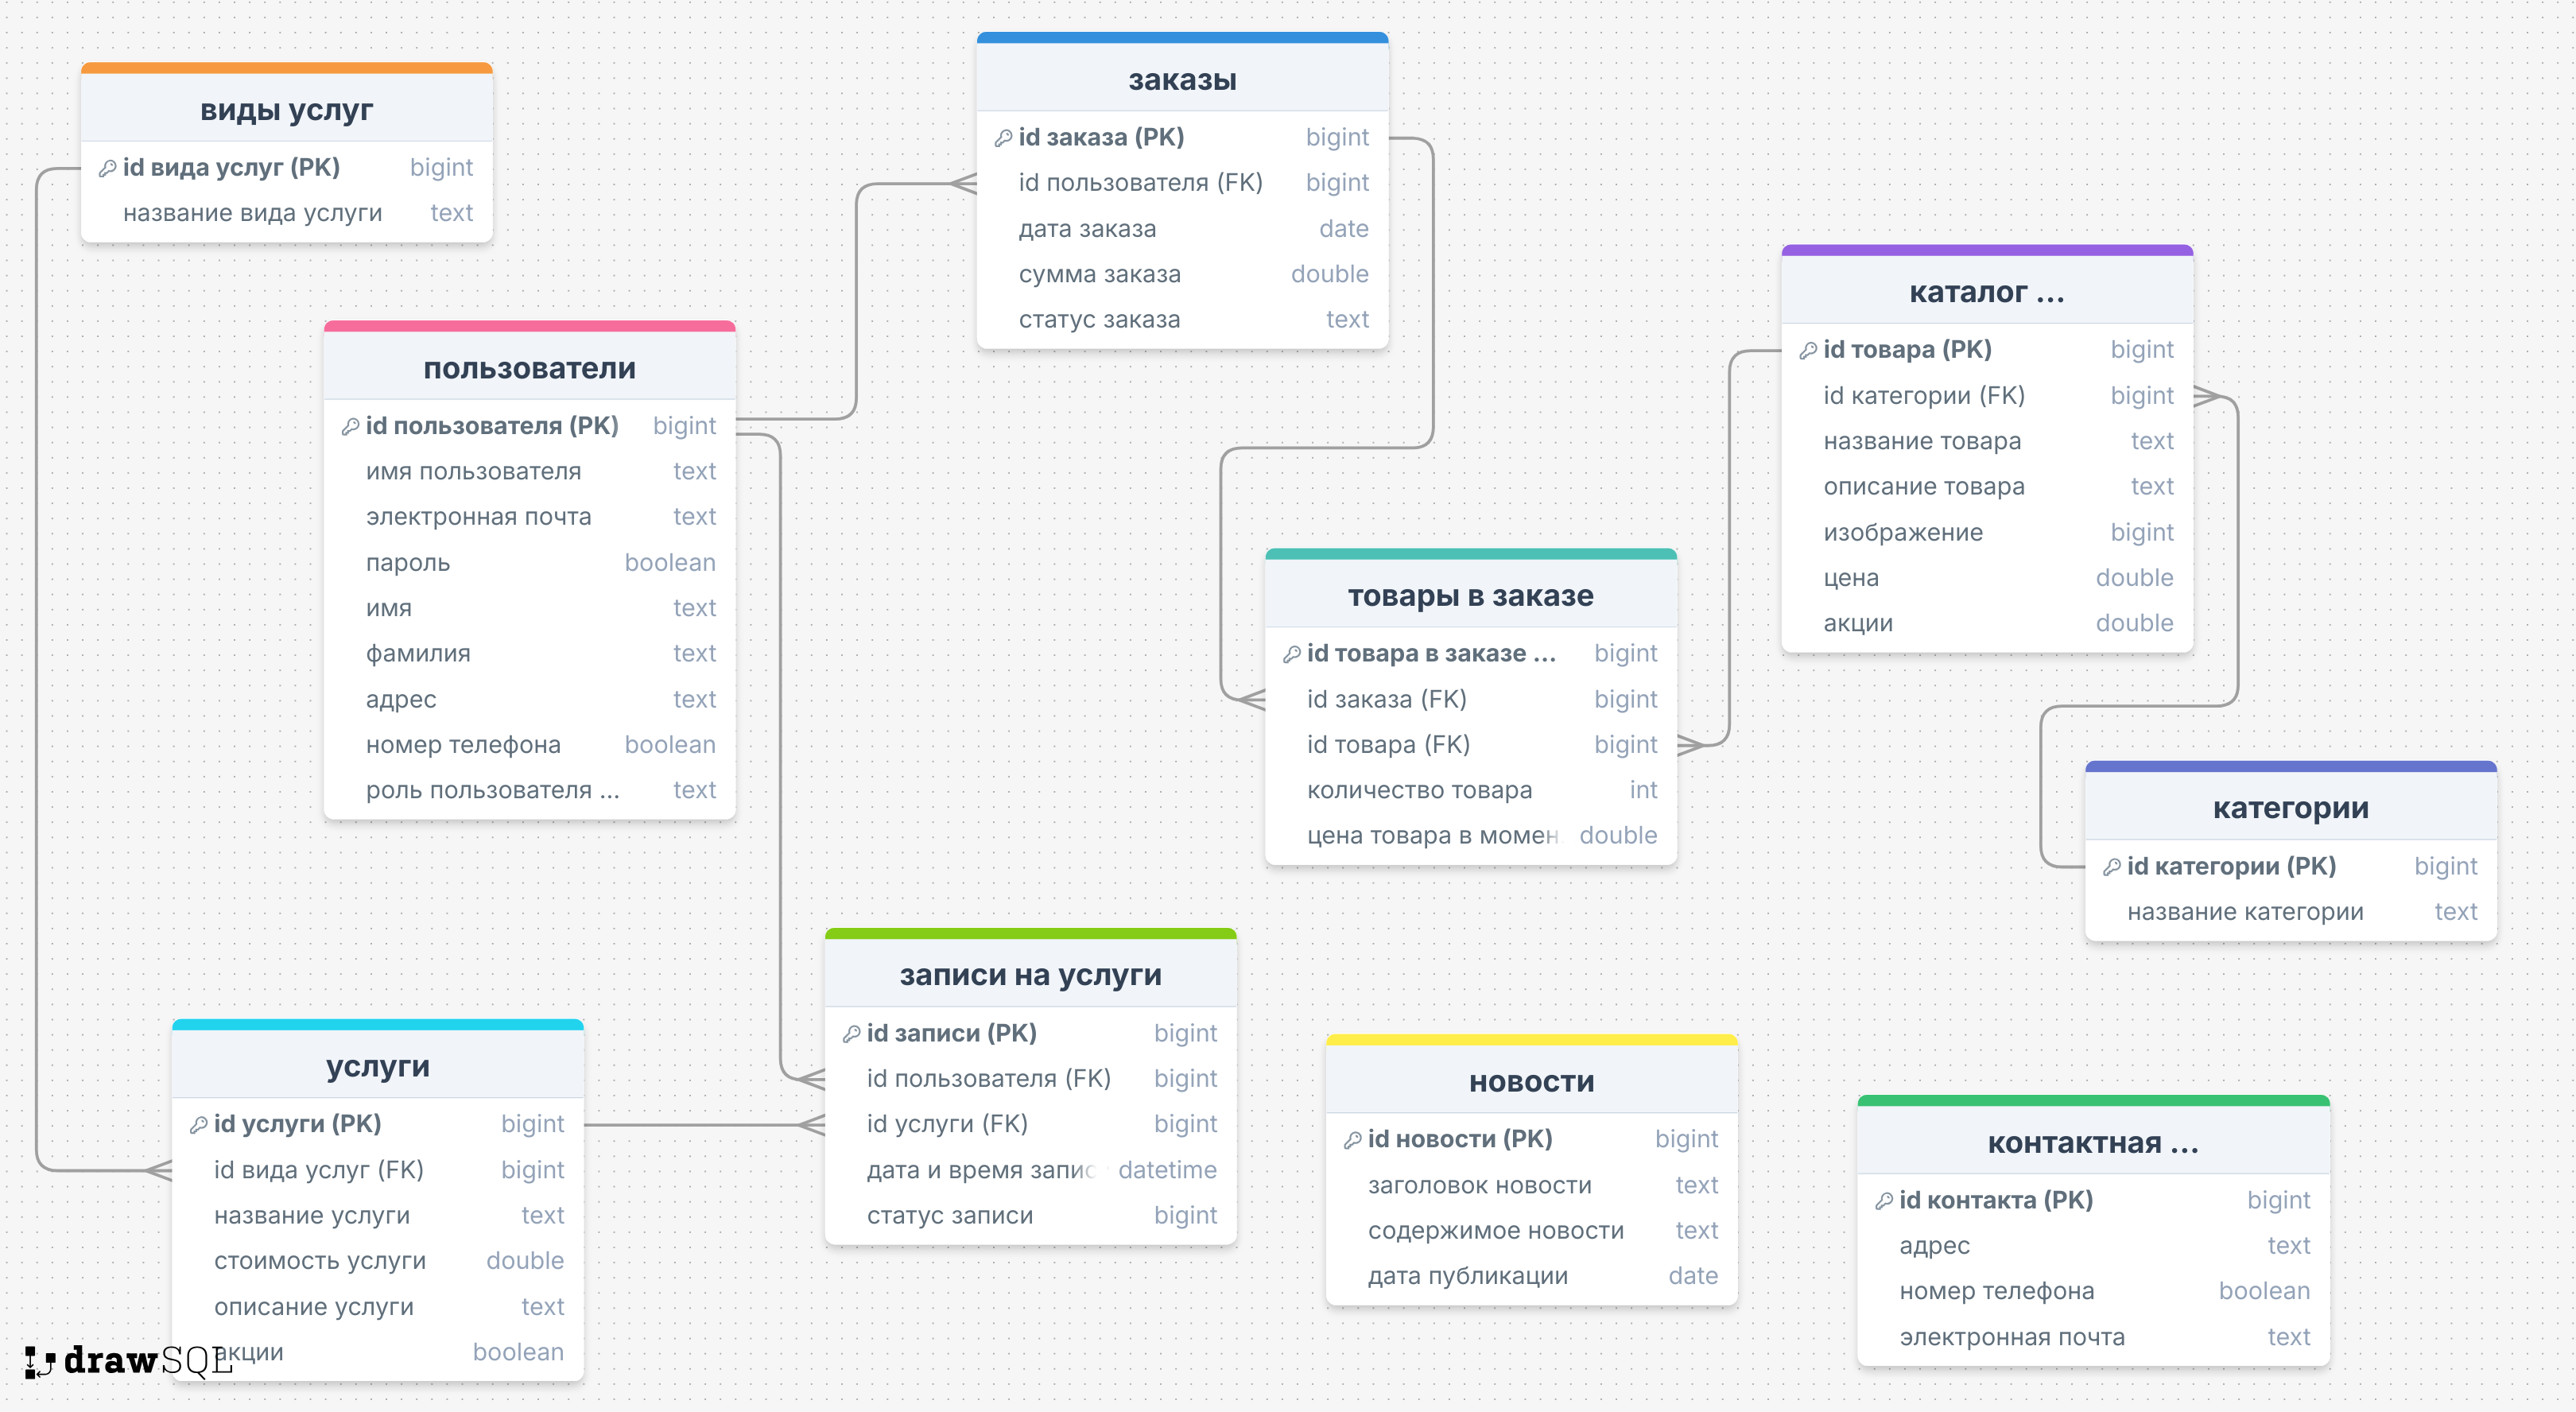 виды услуг
id вида услуг (PK) bigint
название вида услуги text
заказы
id заказа (PK) bigint
id пользователя (FK) bigint
дата заказа date
сумма заказа double
статус заказа text
пользователи
id пользователя (PK) bigint
имя пользователя text
электронная почта text
пароль boolean
имя text
фамилия text
адрес text
номер телефона boolean
роль пользователя ... text
каталог ...
id товара (PK) bigint
id категории (FK) bigint
название товара text
описание товара text
изображение bigint
цена double
акции double
товары в заказе
id товара в заказе ... bigint
id заказа (FK) bigint
id товара (FK) bigint
количество товара int
цена товара в момен double
категории
id категории (PK) bigint
название категории text
записи на услуги
id записи (PK) bigint
id пользователя (FK) bigint
id услуги (FK) bigint
дата и время запис datetime
статус записи bigint
услуги
id услуги (PK) bigint
id вида услуг (FK) bigint
название услуги text
стоимость услуги double
описание услуги text
акции boolean
новости
id новости (PK) bigint
заголовок новости text
содержимое новости text
дата публикации date
контактная ...
id контакта (PK) bigint
адрес text
номер телефона boolean
электронная почта text
drawSQL